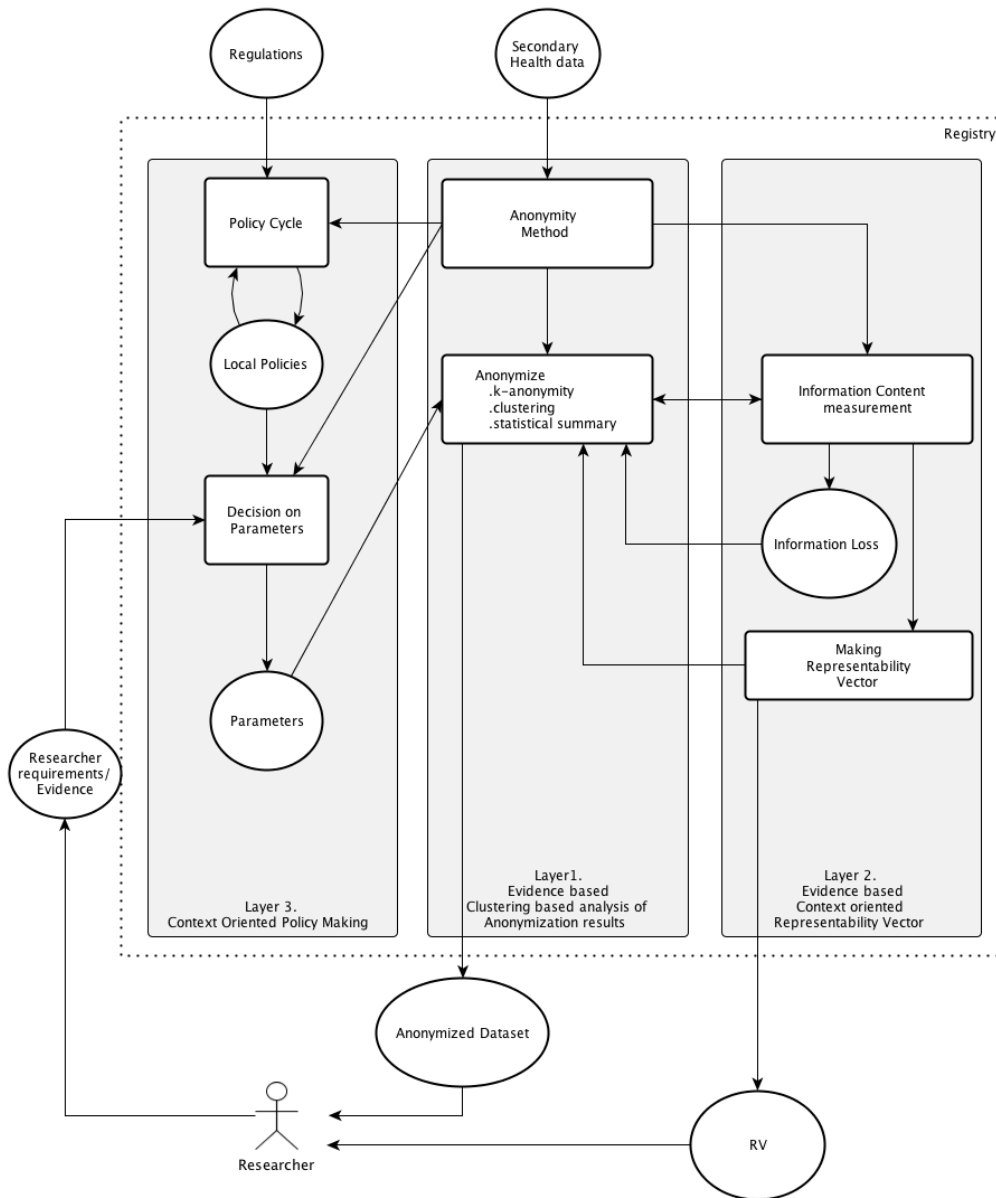 Regulations
Secondary
Health data
Registry
Policy Cycle
Anonymity
Method
Local Policies
Anonymize
.k-anonymity
.clustering
.statistical summary
Information Content
measurement
Decision on
Parameters
Information Loss
Making
Representability
Vector
Parameters
Researcher
requirements/
Evidence
Layer 3.
Context Oriented Policy Making
Layer1.
Evidence based
Clustering based analysis of
Anonymization results
Layer 2.
Evidence based
Context oriented
Representability Vector
Anonymized Dataset
RV
Researcher